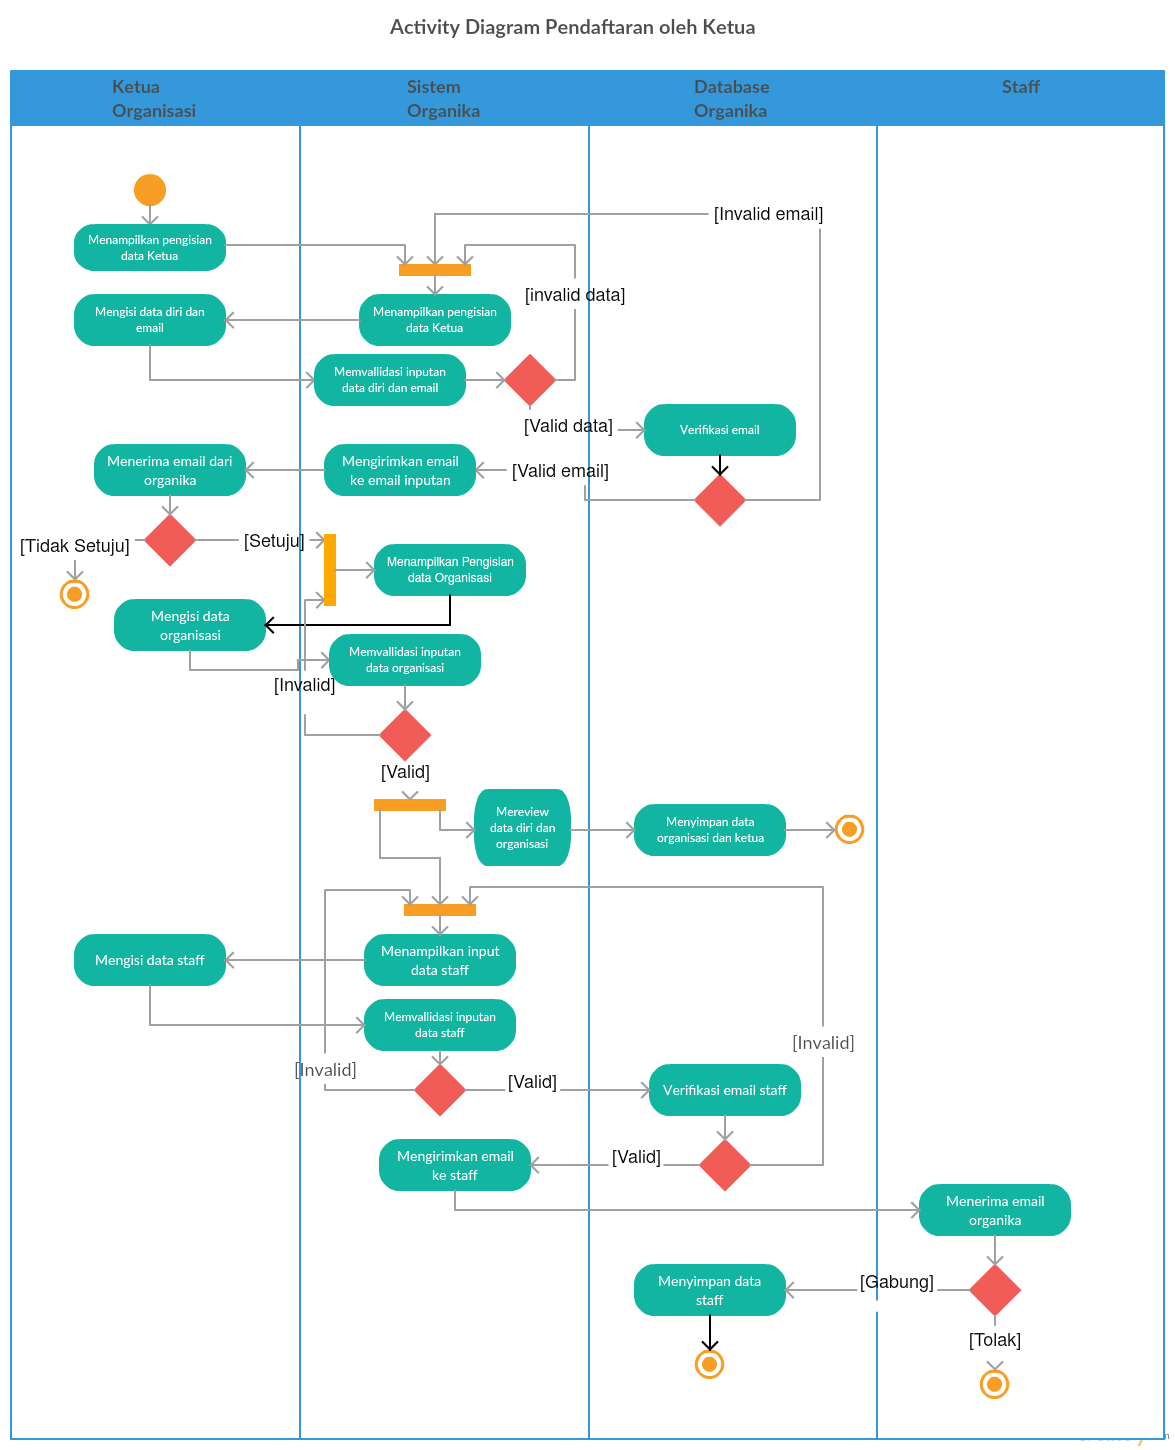 Activity Diagram Pendaftaran oleh Ketua
Ketua
Organisasi
Sistem
Organika
Database
Organika
Staff
[Invalid email]
Menampilkan pengisian
data Ketua
[invalid data]
Mengisi data diri dan
email
Menampilkan pengisian
data Ketua
Memvallidasi inputan
data diri dan email
[Valid data]
Verifikasi email
Menerima email dari
organika
Mengirimkan email
ke email inputan
[Valid email]
[Tidak Setuju]
[Setuju]
Menampilkan Pengisian
data Organisasi
Mengisi data
organisasi
Memvallidasi inputan
data organisasi
[Invalid]
[Valid]
Mereview
data diri dan
organisasi
Menyimpan data
organisasi dan ketua
Mengisi data staff
Menampilkan input
data staff
Memvallidasi inputan
data staff
[Invalid]
[Invalid]
[Valid]
Verifikasi email staff
Mengirimkan email
ke staff
[Valid]
Menerima email
organika
Menyimpan data
staff
[Gabung]
[Tolak]